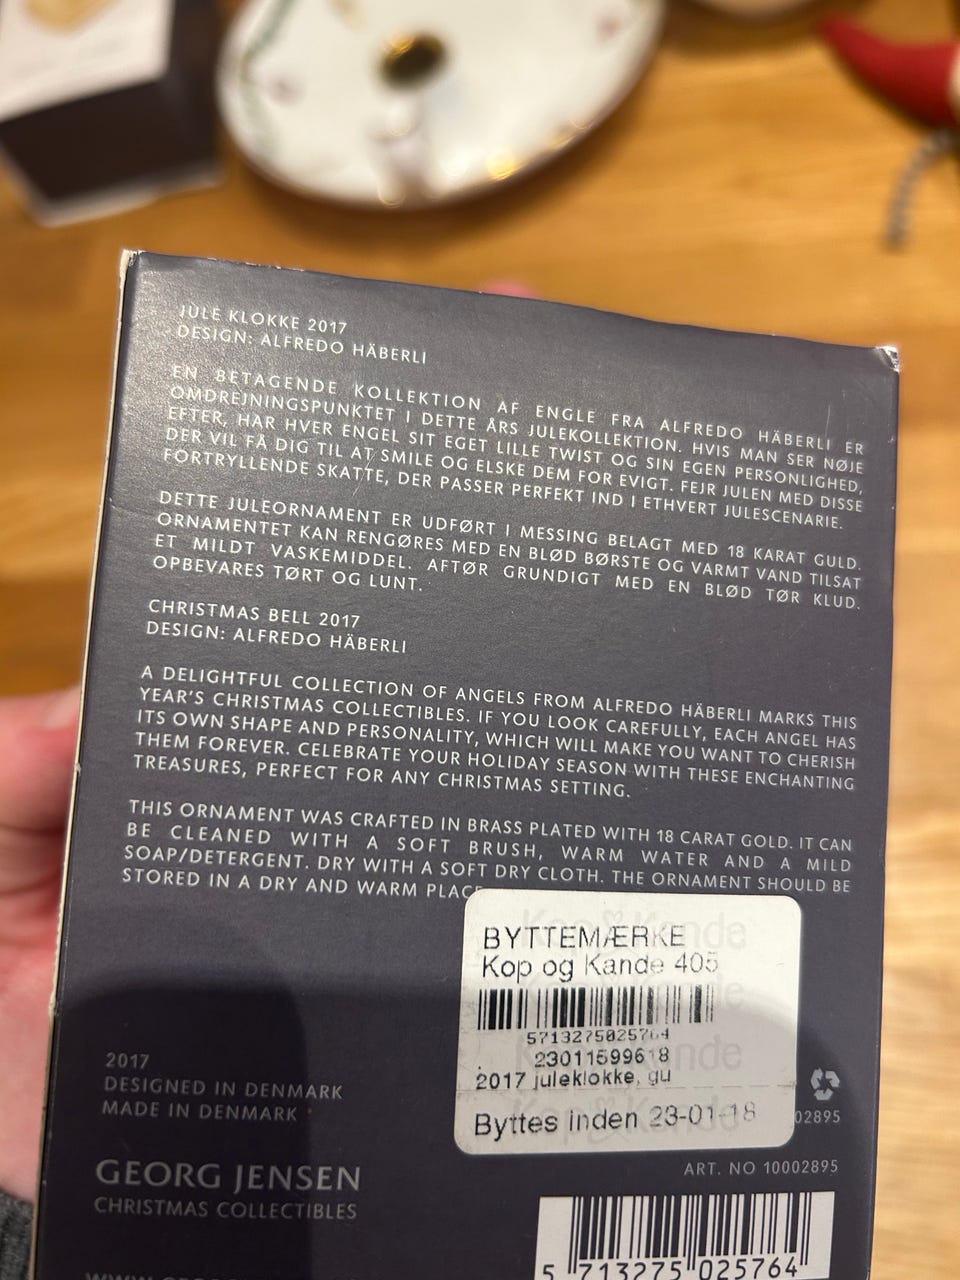 JULE KLOKKE 2017
DESIGN: ALFREDO HÄBERLI
EN BETAGENDE KOLLEKTION AF ENGLE FRA ALFREDO HÄBERLI ER
OMDREJNINGSPUNKTET I DETTE ÅRS JULEKOLLEKTION. HVIS MAN SER NØJE
EFTER, HAR HVER ENGEL SIT EGET LILLE TWIST OG SIN EGEN PERSONLIGHED,
DER VIL FÅ DIG TIL AT SMILE OG ELSKE DEM FOR EVIGT. FEJR JULEN MED DISSE
FORTRYLLENDE SKATTE, DER PASSER PERFEKT IND I ETHVERT JULESCENARIE.
DETTE JULEORNAMENT ER UDFØRT I MESSING BELAGT MED 18 KARAT GULD.
ORNAMENTET KAN RENGØRES MED EN BLØD BØRSTE OG VARMT VAND TILSAT
ET MILDT VASKEMIDDEL. AFTØR GRUNDIGT MED EN BLØD TØR KLUD.
OPBEVARES TØRT OG LUNT.
CHRISTMAS BELL 2017
DESIGN: ALFREDO HÄBERLI
A DELIGHTFUL COLLECTION OF ANGELS FROM ALFREDO HÄBERLI MARKS THIS
YEAR'S CHRISTMAS COLLECTIBLES. IF YOU LOOK CAREFULLY, EACH ANGEL HAS
ITS OWN SHAPE AND PERSONALITY, WHICH WILL MAKE YOU WANT TO CHERISH
THEM FOREVER. CELEBRATE YOUR HOLIDAY SEASON WITH THESE ENCHANTING
TREASURES, PERFECT FOR ANY CHRISTMAS SETTING.
THIS ORNAMENT WAS CRAFTED IN BRASS PLATED WITH 18 CARAT GOLD. IT CAN
BE CLEANED WITH A SOFT BRUSH, WARM WATER AND A MILD
SOAP/DETERGENT. DRY WITH A SOFT DRY CLOTH. THE ORNAMENT SHOULD BE
STORED IN A DRY AND WARM PLACE
BYTTEMÆRKE
Kop og Kande 405
5713275025764
23011599618
2017 juleklokke, gu
Byttes inden 23-01-18
02895
2017
DESIGNED IN DENMARK
MADE IN DENMARK
ART. NO 10002895
GEORG JENSEN
CHRISTMAS COLLECTIBLES
5 713275 025764